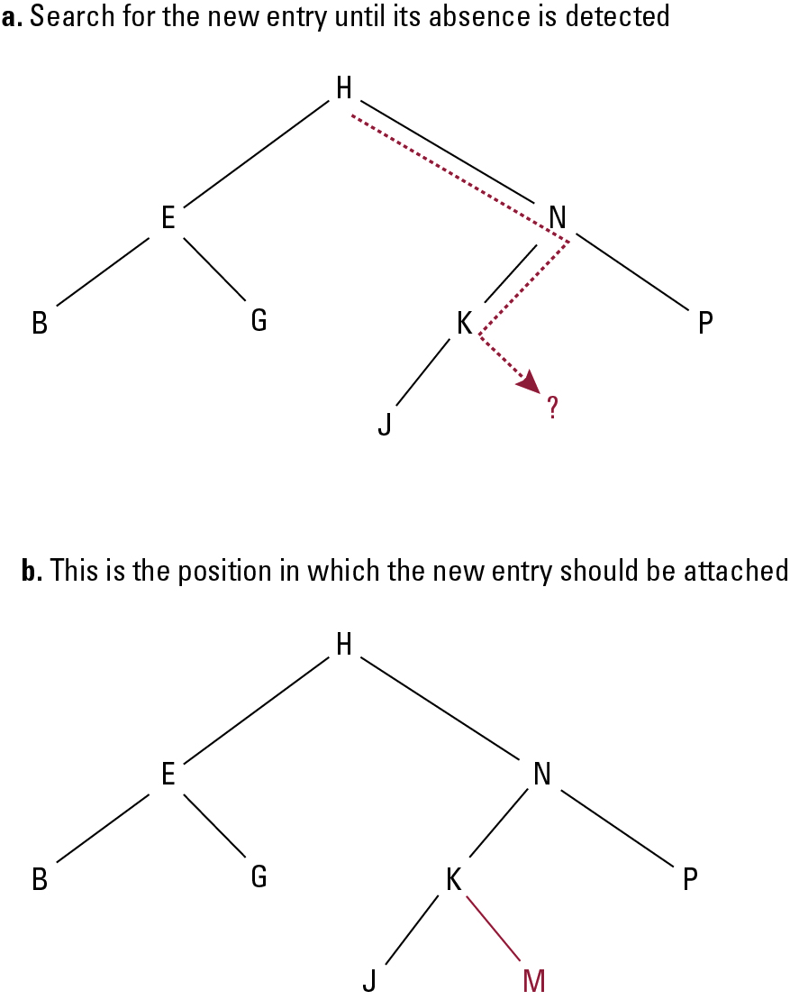 a. Search for the new entry until its absence is detected
H
E
N
B
G
K
P
J
?
b. This is the position in which the new entry should be attached
H
E
N
B
G
K
P
J
M